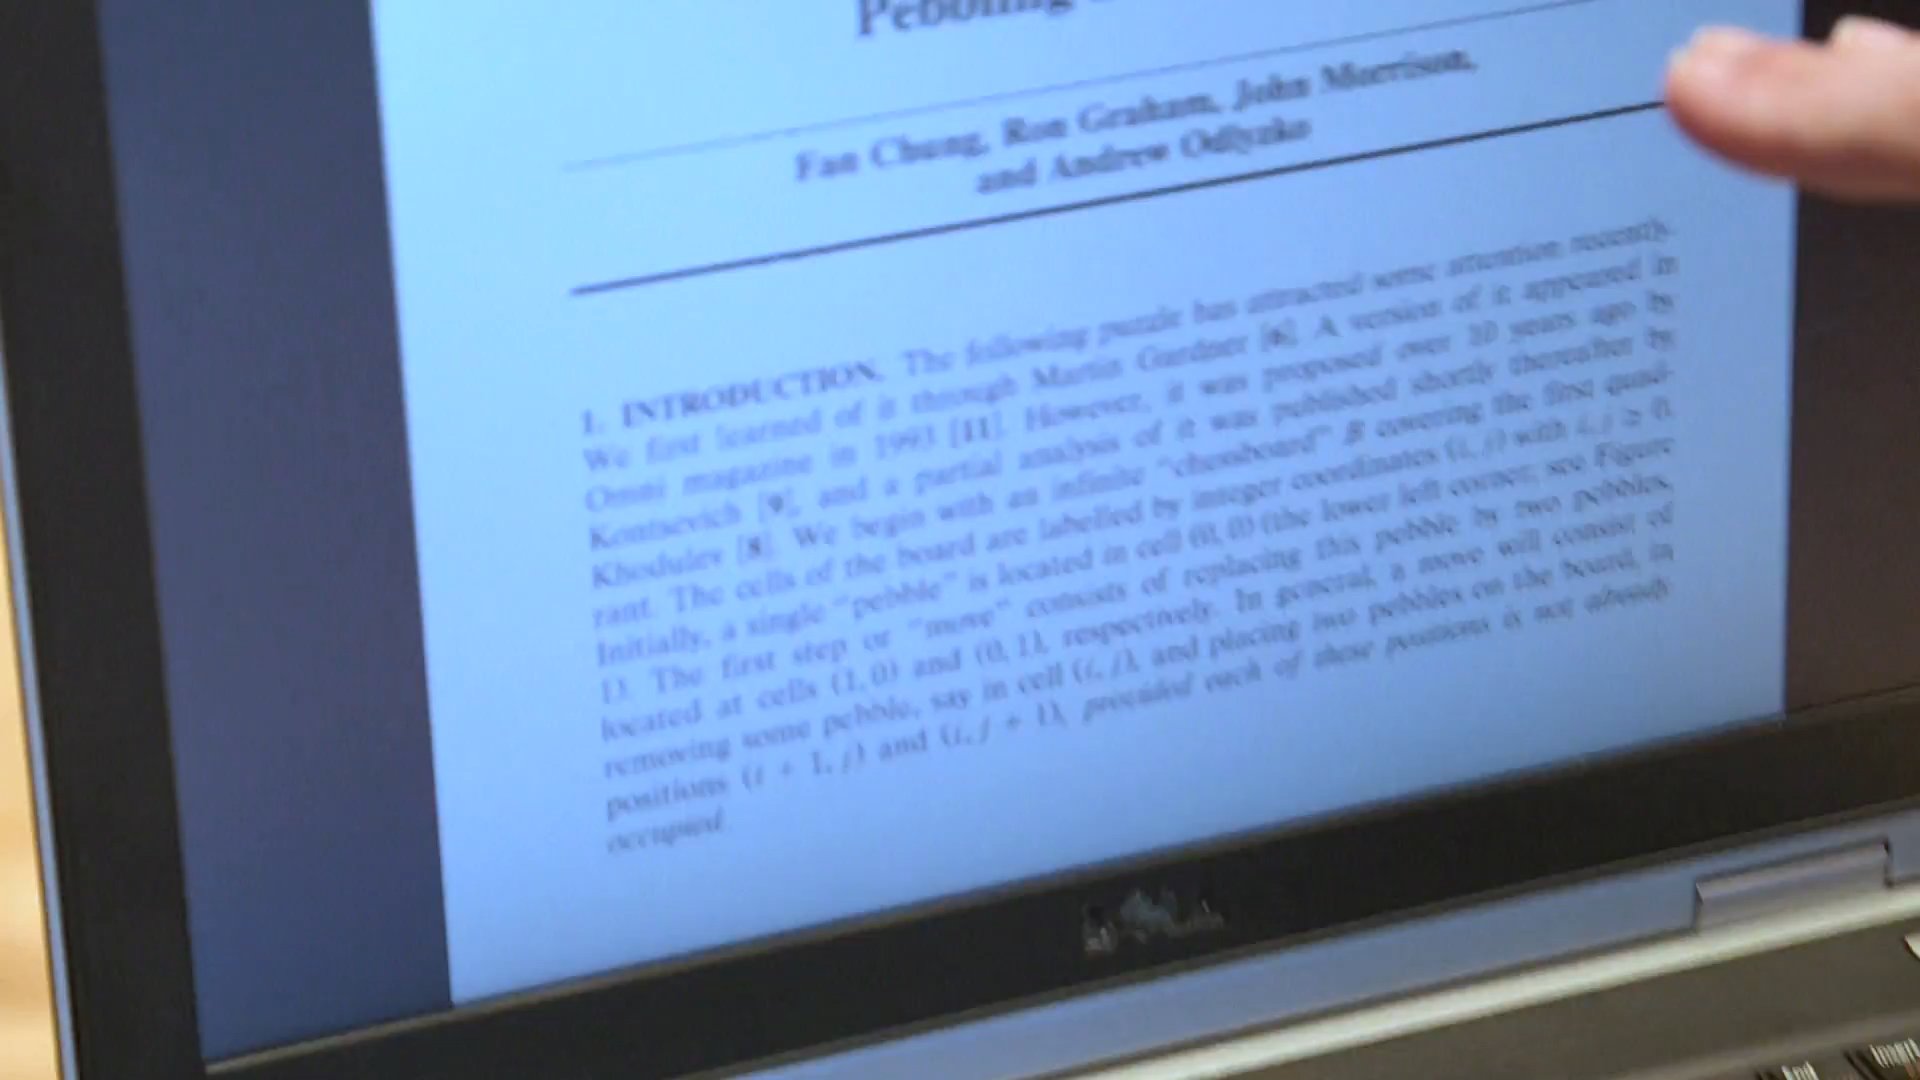 Pebbling
Fan Chung, Ron Graham, John Morrison,
and Andrew Odlyzko
1. INTRODUCTION. The following puzzle has attracted some attention recently.
We first learned of it through Martin Gardner [6]. A version of it appeared in
Omni magazine in 1993 [11]. However, it was proposed over 10 years ago by
Kontsevich [9], and a partial analysis of it was published shortly thereafter by
Khodulev [8]. We begin with an infinite "chessboard" B covering the first quad-
rant. The cells of the board are labelled by integer coordinates (i, j) with i, j ≥ 0.
Initially, a single "pebble" is located in cell (0, 0) (the lower left corner; see Figure
1). The first step or "move" consists of replacing this pebble by two pebbles,
located at cells (1, 0) and (0, 1), respectively. In general, a move will consist of
removing some pebble, say in cell (i, j), and placing two pebbles on the board, in
positions (i + 1, j) and (i, j + 1), provided each of these positions is not already
occupied.
End